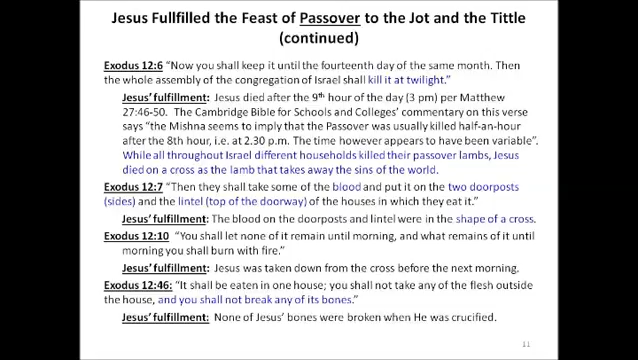 Jesus Fullfilled the Feast of Passover to the Jot and the Tittle
(continued)
Exodus 12:6 “Now you shall keep it until the fourteenth day of the same month. Then
the whole assembly of the congregation of Israel shall kill it at twilight.”
Jesus’ fulfillment: Jesus died after the 9th hour of the day (3 pm) per Matthew
27:46-50. The Cambridge Bible for Schools and Colleges’ commentary on this verse
says “the Mishna seems to imply that the Passover was usually killed half-an-hour
after the 8th hour, i.e. at 2.30 p.m. The time however appears to have been variable”.
While all throughout Israel different households killed their passover lambs, Jesus
died on a cross as the lamb that takes away the sins of the world.
Exodus 12:7 “Then they shall take some of the blood and put it on the two doorposts
(sides) and the lintel (top of the doorway) of the houses in which they eat it.”
Jesus’ fulfillment: The blood on the doorposts and lintel were in the shape of a cross.
Exodus 12:10 “You shall let none of it remain until morning, and what remains of it until
morning you shall burn with fire.”
Jesus’ fulfillment: Jesus was taken down from the cross before the next morning.
Exodus 12:46: “It shall be eaten in one house; you shall not take any of the flesh outside
the house, and you shall not break any of its bones.”
Jesus’ fulfillment: None of Jesus’ bones were broken when He was crucified.
11